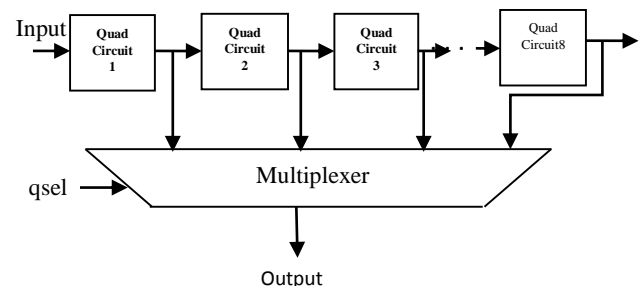 Input
Quad
Circuit
1
Quad
Circuit
2
Quad
Circuit
3
Quad
Circuit8
Multiplexer
qsel
Output